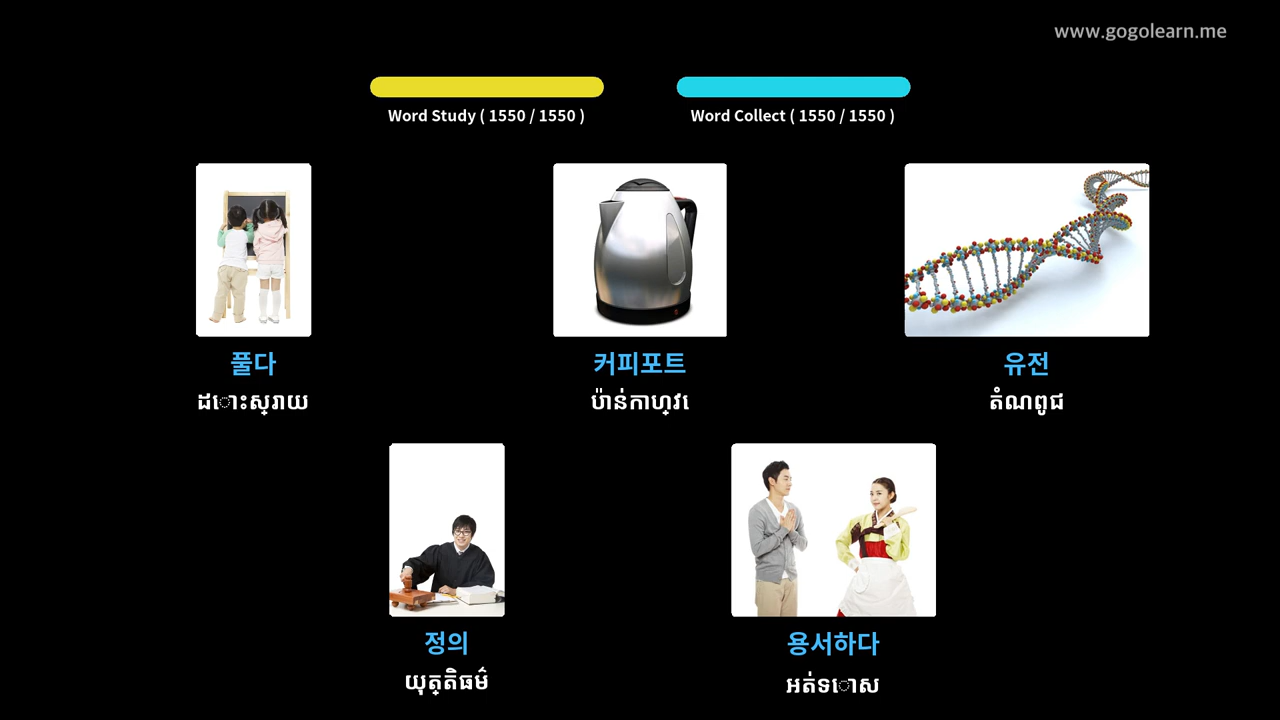 www.gogolearn.me
Word Study ( 1550 / 1550 )
Word Collect ( 1550 / 1550 )
풀다
커피포트
유전
ដោះស្រាយ
ប៉ាន់កាហ្វេ
តំណពូជ
정의
용서하다
យុត្តិធម៌
អត់ទោស